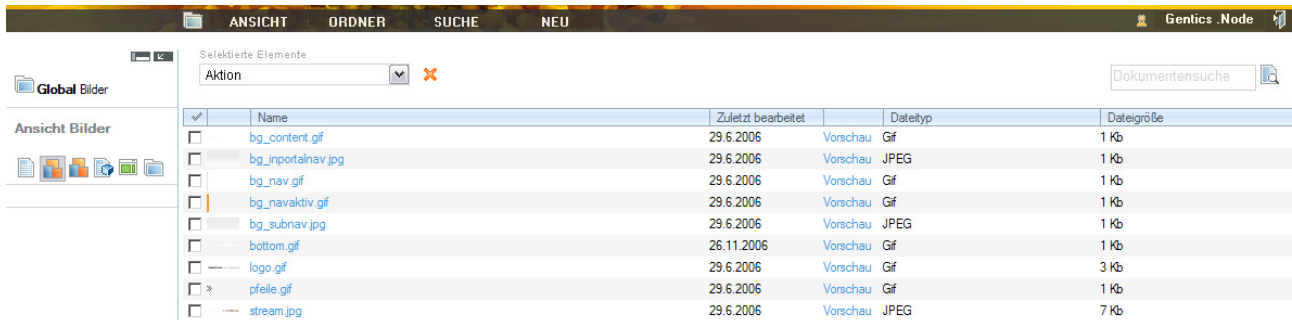 ANSICHT ORDNER SUCHE NEU Gentics .Node
Selektierte Elemente
Aktion
Dokumentensuche
Global Bilder
Ansicht Bilder
Name Zuletzt bearbeitet Dateityp Dateigröße
bg_content.gif 29.6.2006 Vorschau Gif 1 Kb
bg_inportalnav.jpg 29.6.2006 Vorschau JPEG 1 Kb
bg_nav.gif 29.6.2006 Vorschau Gif 1 Kb
bg_navaktiv.gif 29.6.2006 Vorschau Gif 1 Kb
bg_subnav.jpg 29.6.2006 Vorschau JPEG 1 Kb
bottom.gif 26.11.2006 Vorschau Gif 1 Kb
logo.gif 29.6.2006 Vorschau Gif 3 Kb
pfeile.gif 29.6.2006 Vorschau Gif 1 Kb
stream.jpg 29.6.2006 Vorschau JPEG 7 Kb